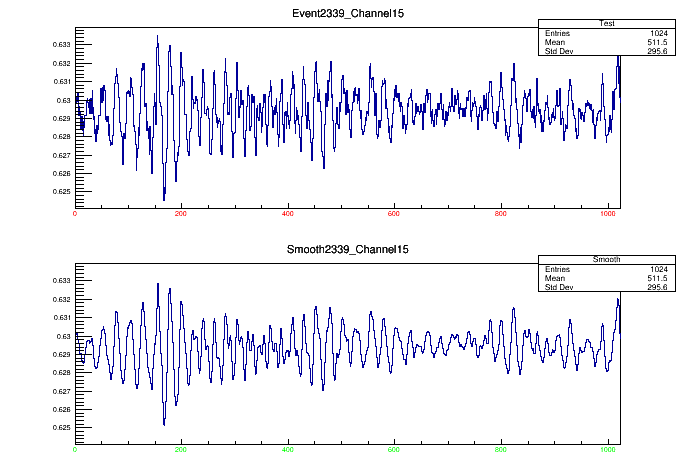 Event2339_Channel15
Test
Entries 1024
Mean 511.5
Std Dev 295.6
0.633
0.632
0.631
0.63
0.629
0.628
0.627
0.626
0.625
0 200 400 600 800 1000
Smooth2339_Channel15
Smooth
Entries 1024
Mean 511.5
Std Dev 295.6
0.633
0.632
0.631
0.63
0.629
0.628
0.627
0.626
0.625
0 200 400 600 800 1000